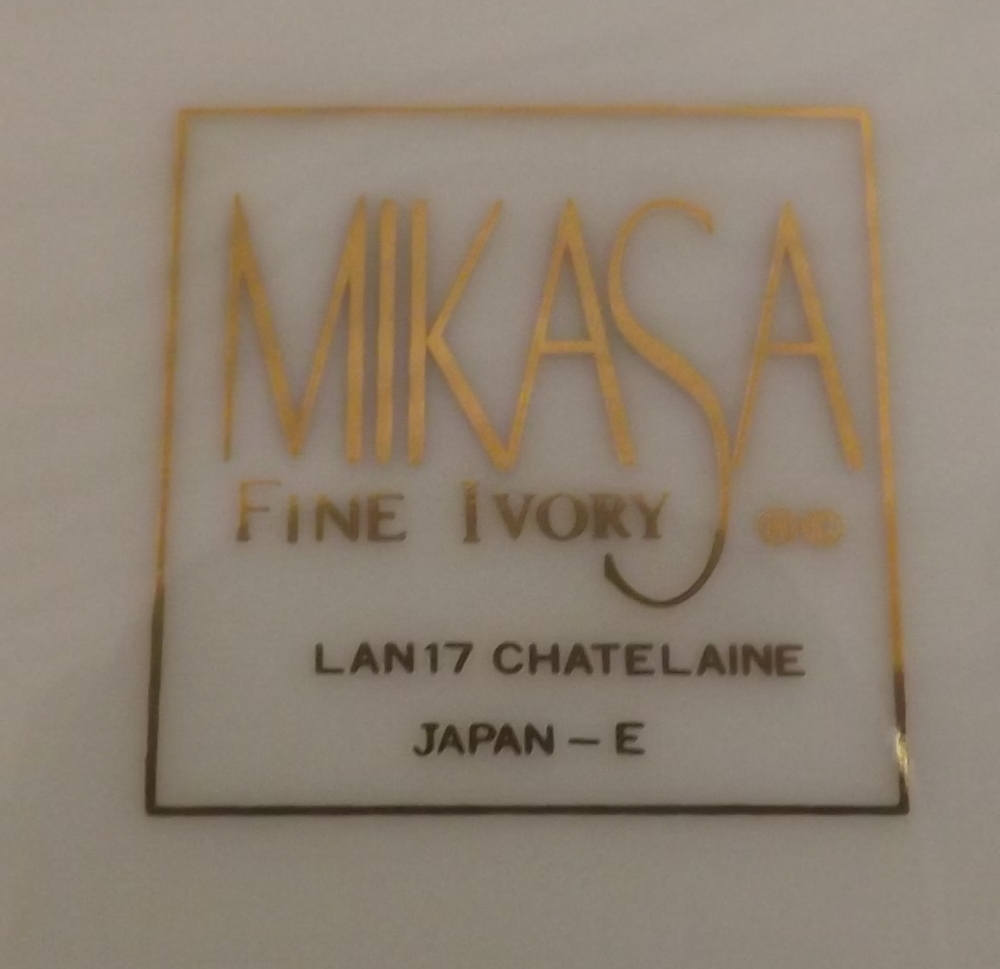 MIKASA
FINE IVORY ®©
LAN17 CHATELAINE
JAPAN – E